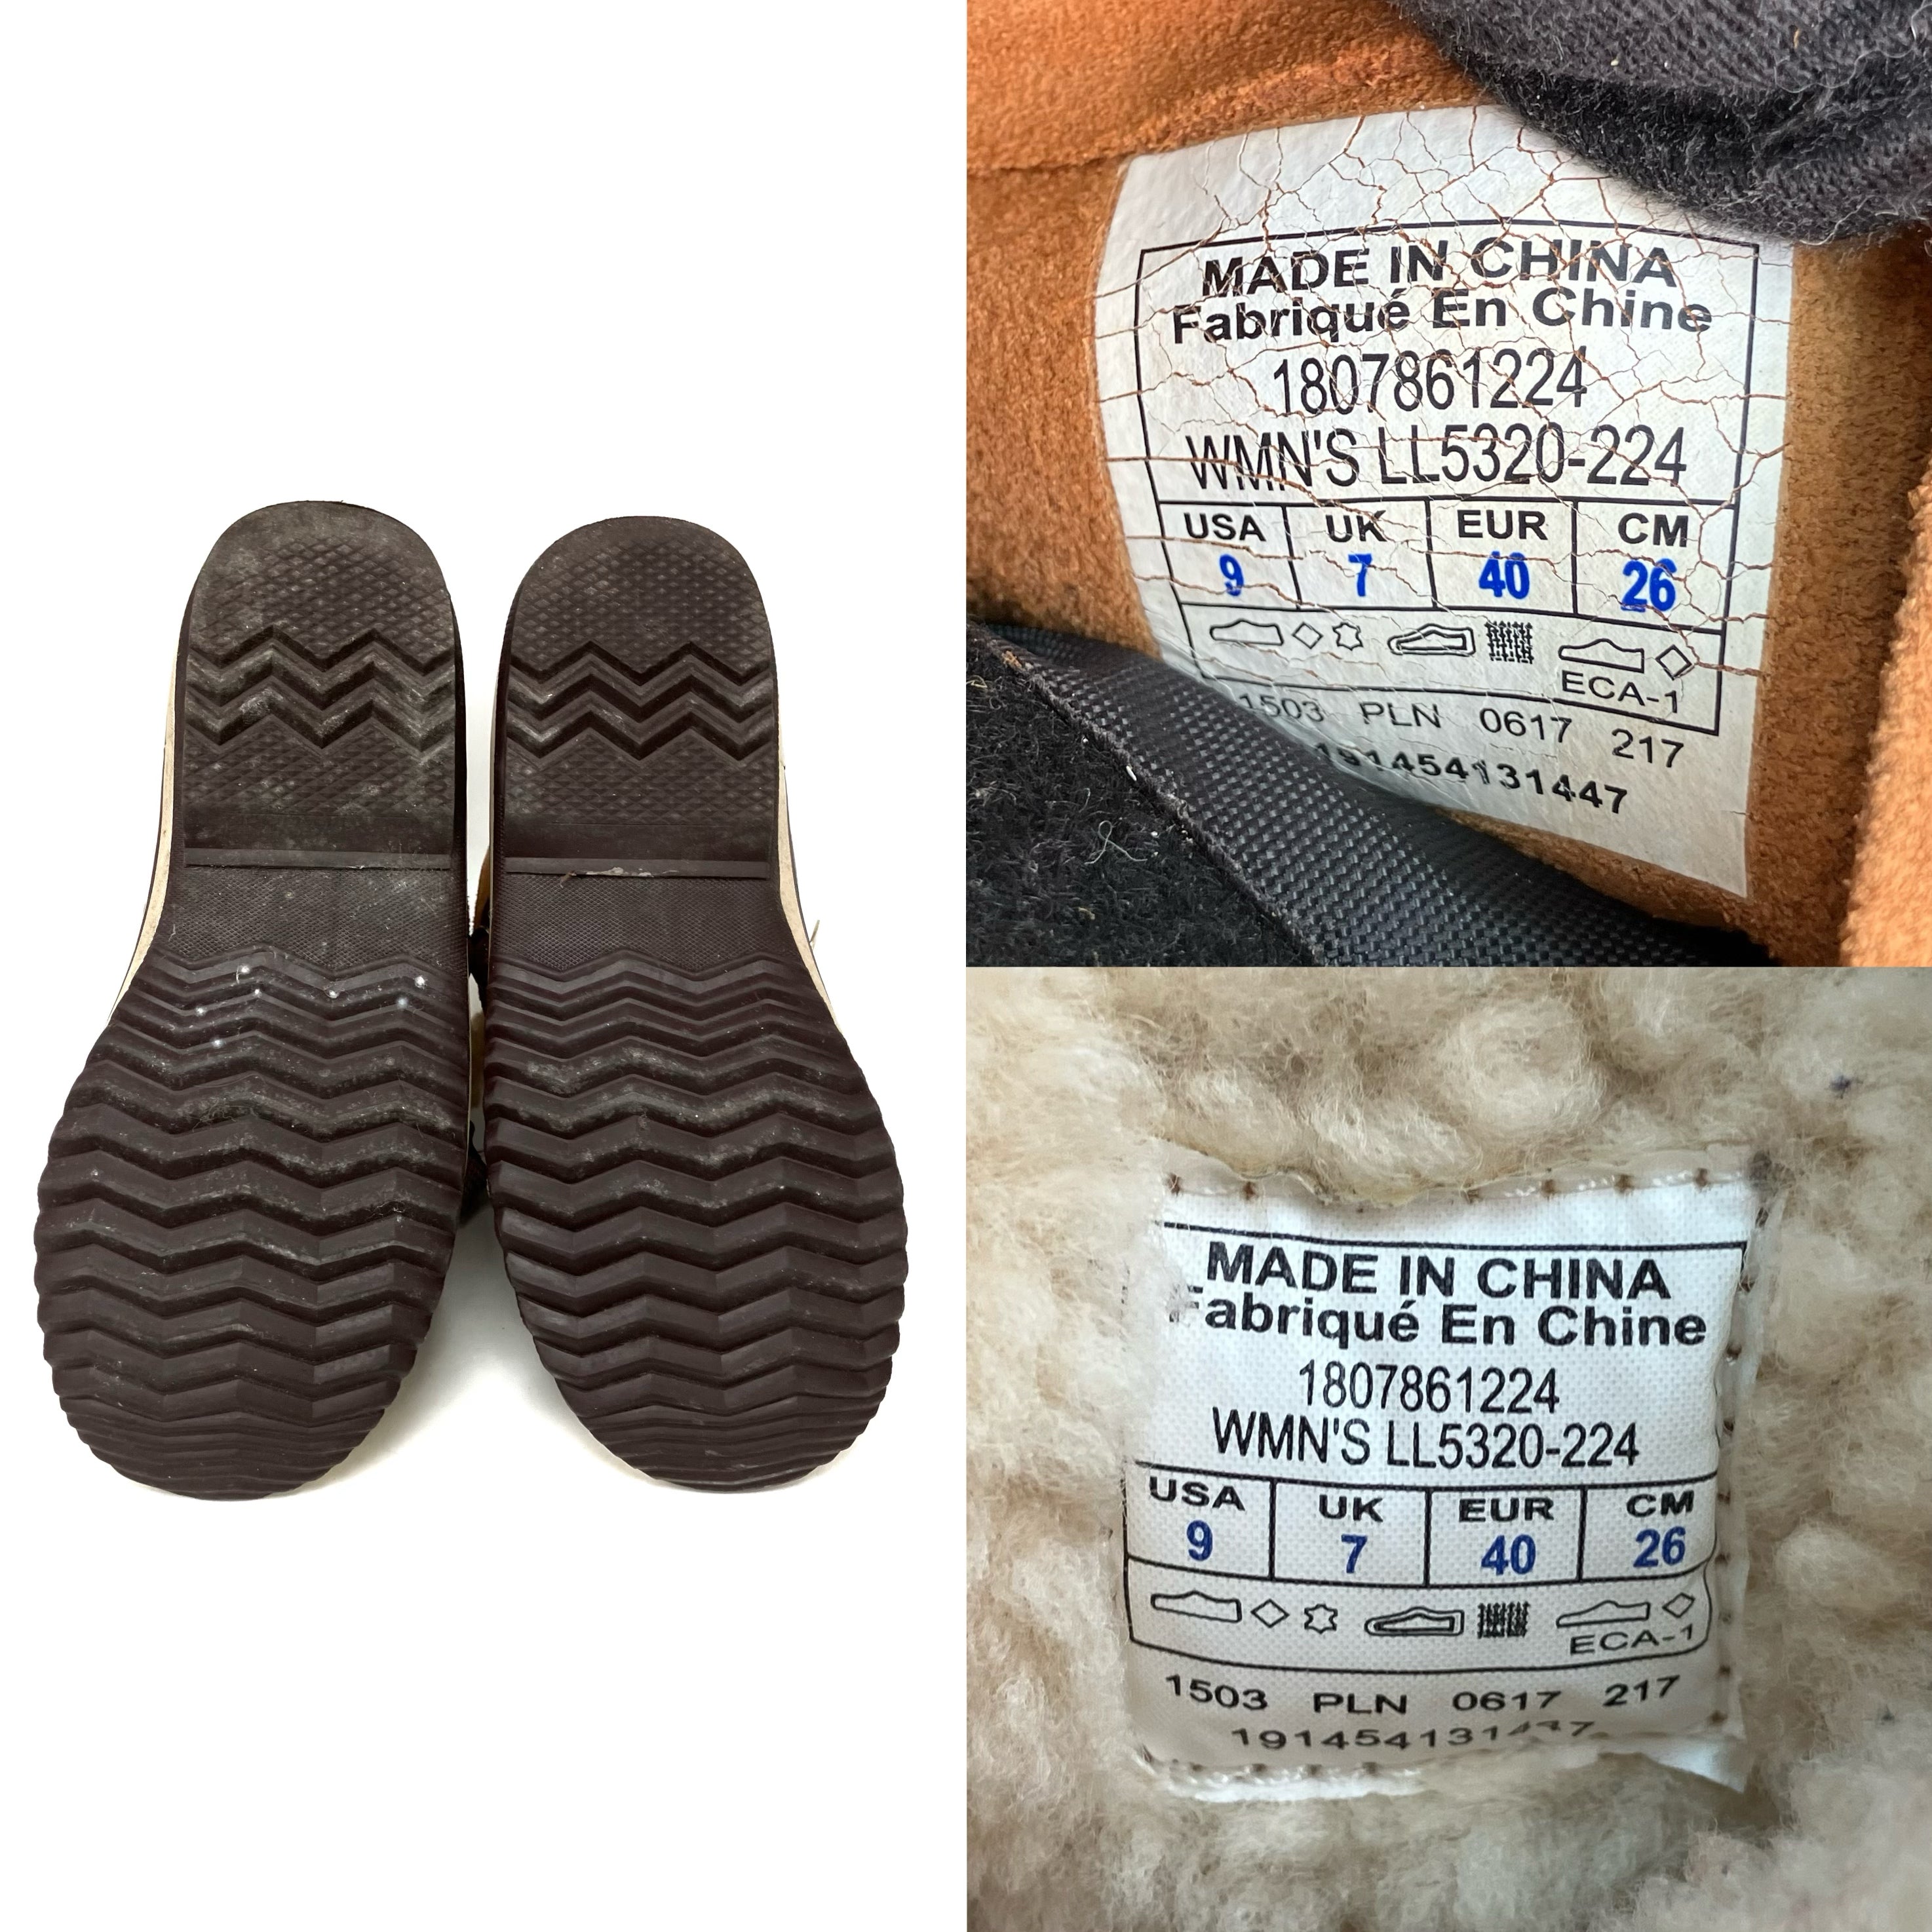 MADE IN CHINA
Fabriqué En Chine
1807861224
WMN'S LL5320-224
USA UK EUR CM
9 7 40 26
ECA-1
1503 PLN 0617 217
191454131447
MADE IN CHINA
Fabriqué En Chine
1807861224
WMN'S LL5320-224
USA UK EUR CM
9 7 40 26
ECA-1
1503 PLN 0617 217
191454131447